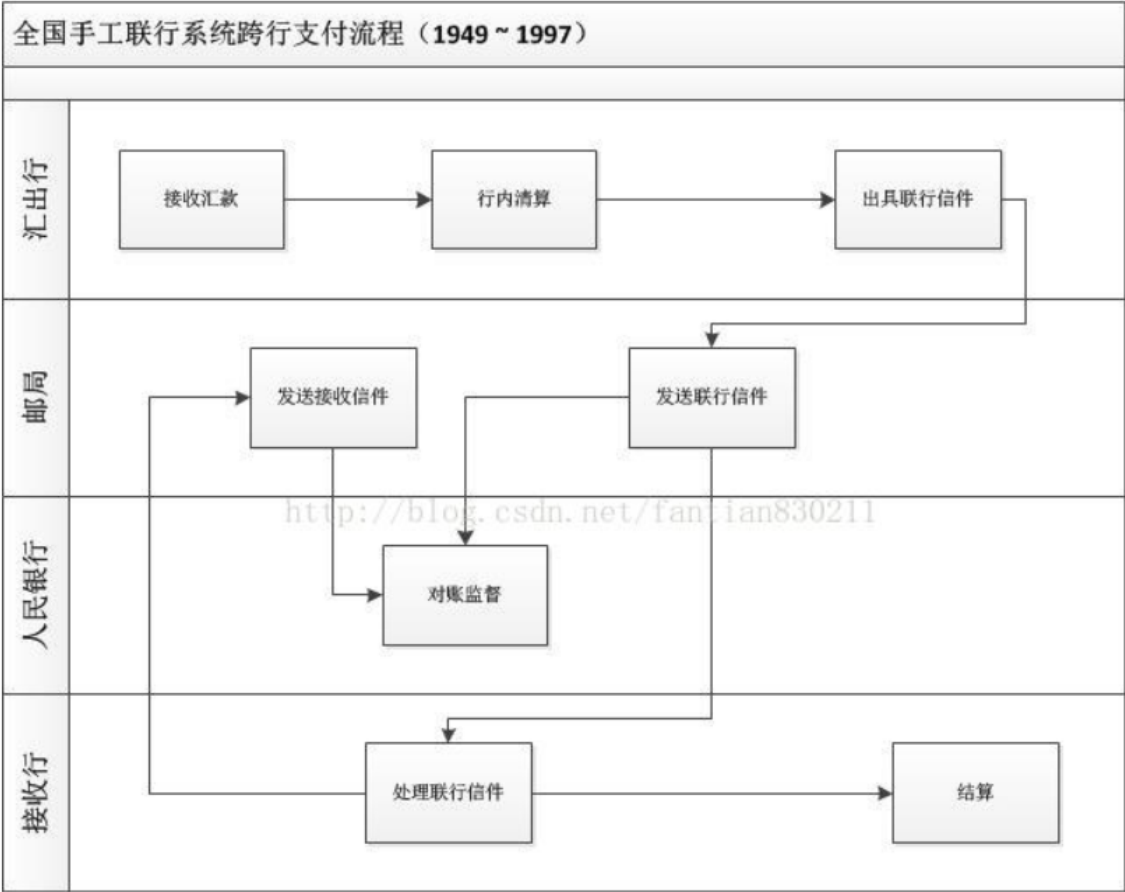 全国手工联行系统跨行支付流程（1949 ~ 1997）
汇出行
接收汇款
行内清算
出具联行信件
邮局
发送接收信件
发送联行信件
http://blog.csdn.net/fantian830211
人民银行
对账监督
接收行
处理联行信件
结算